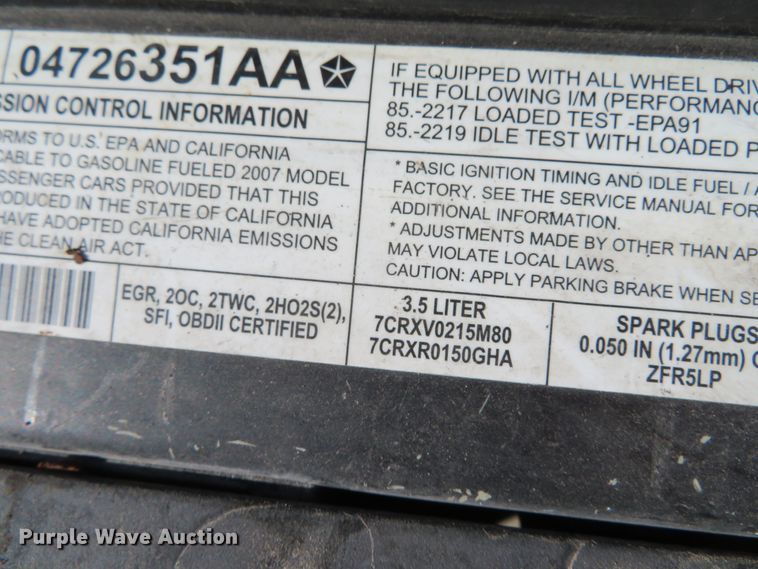 04726351AA
SSION CONTROL INFORMATION
ORMS TO U.S. EPA AND CALIFORNIA
CABLE TO GASOLINE FUELED 2007 MODEL
SSENGER CARS PROVIDED THAT THIS
RODUCED IN THE STATE OF CALIFORNIA
HAVE ADOPTED CALIFORNIA EMISSIONS
HE CLEAN AIR ACT.
EGR, 2OC, 2TWC, 2HO2S(2),
SFI, OBDII CERTIFIED
IF EQUIPPED WITH ALL WHEEL DRIV
THE FOLLOWING I/M (PERFORMANC
85.-2217 LOADED TEST -EPA91
85.-2219 IDLE TEST WITH LOADED P
* BASIC IGNITION TIMING AND IDLE FUEL / A
FACTORY. SEE THE SERVICE MANUAL FOR
ADDITIONAL INFORMATION.
* ADJUSTMENTS MADE BY OTHER THAN AP
MAY VIOLATE LOCAL LAWS.
CAUTION: APPLY PARKING BRAKE WHEN SE
3.5 LITER
7CRXV0215M80
7CRXR0150GHA
SPARK PLUGS
0.050 IN (1.27mm) G
ZFR5LP
Purple Wave Auction